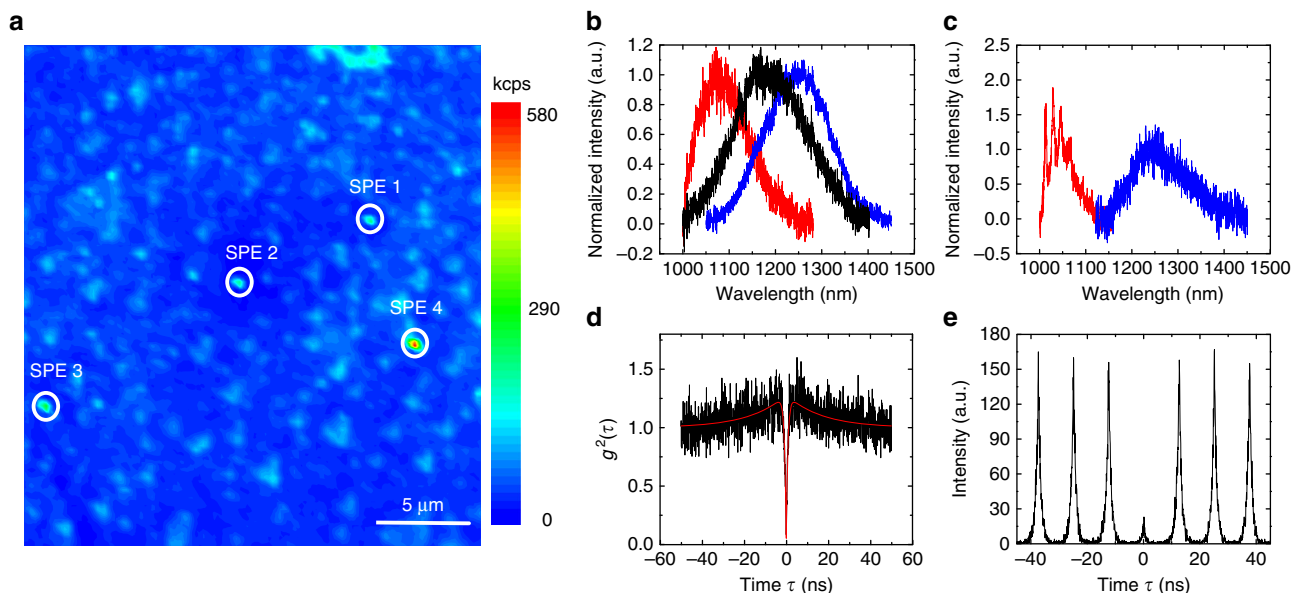 a
kcps
580
290
0
SPE 1
SPE 2
SPE 4
SPE 3
5 μm
b
1.2
1.0
0.8
0.6
0.4
0.2
0.0
−0.2
Normalized intensity (a.u.)
1000 1100 1200 1300 1400 1500
Wavelength (nm)
c
2.5
2.0
1.5
1.0
0.5
0.0
−0.5
Normalized intensity (a.u.)
1000 1100 1200 1300 1400 1500
Wavelength (nm)
d
1.5
1.0
0.5
0.0
g²(τ)
−60 −40 −20 0 20 40 60
Time τ (ns)
e
180
150
120
90
60
30
0
Intensity (a.u.)
−40 −20 0 20 40
Time τ (ns)